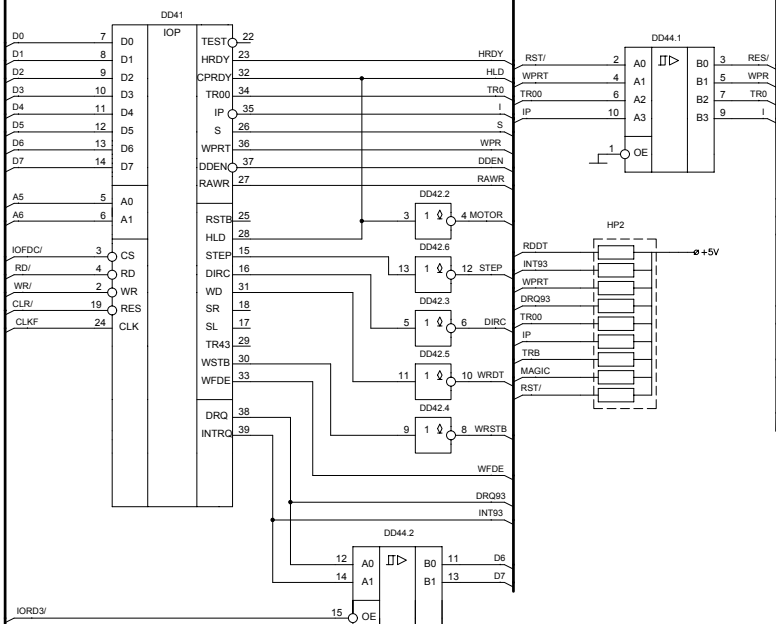 DD41
IOP
D0 7 D0 TEST 22
D1 8 D1 HRDY 23 HRDY
D2 9 D2 CPRDY 32 HLD
D3 10 D3 TR00 34 TR0
D4 11 D4 IP 35 I
D5 12 D5 S 26 S
D6 13 D6 WPRT 36 WPR
D7 14 D7 DDEN 37 DDEN
RAWR 27 RAWR
A5 5 A0
A6 6 A1
RSTB 25
HLD 28
IOFDC/ 3 CS STEP 15
RD/ 4 RD DIRC 16
WR/ 2 WR WD 31
CLR/ 19 RES SR 18
CLKF 24 CLK SL 17
TR43 29
WSTB 30
WFDE 33
DRQ 38
INTRQ 39
DD42.2
3 1 4 MOTOR
DD42.6
13 1 12 STEP
DD42.3
5 1 6 DIRC
DD42.5
11 1 10 WRDT
DD42.4
9 1 8 WRSTB
WFDE
DRQ93
INT93
DD44.2
12 A0 B0 11 D6
14 A1 B1 13 D7
IORD3/ 15 OE
DD44.1
RST/ 2 A0 B0 3 RES/
WPRT 4 A1 B1 5 WPR
TR00 6 A2 B2 7 TR0
IP 10 A3 B3 9 I
1 OE
HP2
RDDT +5V
INT93
WPRT
DRQ93
TR00
IP
TRB
MAGIC
RST/